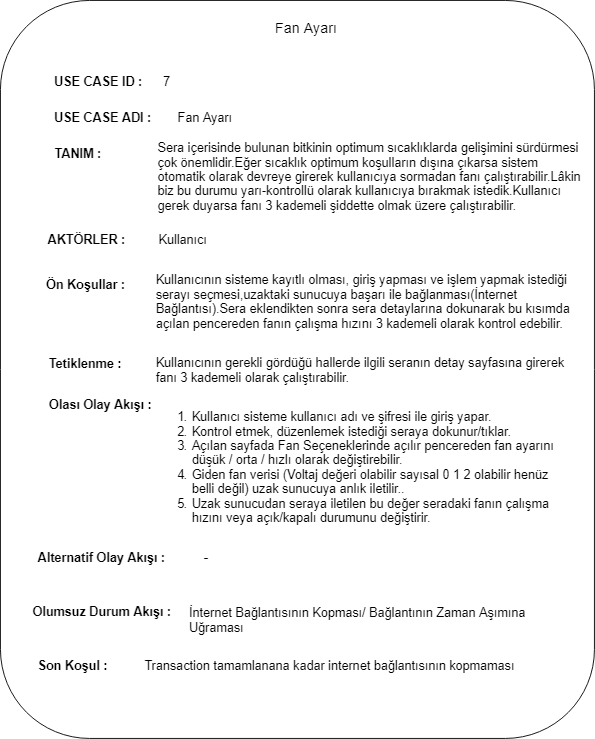 Fan Ayarı
USE CASE ID : 7
USE CASE ADI : Fan Ayarı
TANIM : Sera içerisinde bulunan bitkinin optimum sıcaklıklarda gelişimini sürdürmesi
çok önemlidir.Eğer sıcaklık optimum koşulların dışına çıkarsa sistem
otomatik olarak devreye girerek kullanıcıya sormadan fanı çalıştırabilir.Lâkin
biz bu durumu yarı-kontrollü olarak kullanıcıya bırakmak istedik.Kullanıcı
gerek duyarsa fanı 3 kademeli şiddette olmak üzere çalıştırabilir.
AKTÖRLER : Kullanıcı
Ön Koşullar : Kullanıcının sisteme kayıtlı olması, giriş yapması ve işlem yapmak istediği
serayı seçmesi,uzaktaki sunucuya başarı ile bağlanması(İnternet
Bağlantısı).Sera eklendikten sonra sera detaylarına dokunarak bu kısımda
açılan pencereden fanın çalışma hızını 3 kademeli olarak kontrol edebilir.
Tetiklenme : Kullanıcının gerekli gördüğü hallerde ilgili seranın detay sayfasına girerek
fanı 3 kademeli olarak çalıştırabilir.
Olası Olay Akışı :
1. Kullanıcı sisteme kullanıcı adı ve şifresi ile giriş yapar.
2. Kontrol etmek, düzenlemek istediği seraya dokunur/tıklar.
3. Açılan sayfada Fan Seçeneklerinde açılır pencereden fan ayarını
düşük / orta / hızlı olarak değiştirebilir.
4. Giden fan verisi (Voltaj değeri olabilir sayısal 0 1 2 olabilir henüz
belli değil) uzak sunucuya anlık iletilir..
5. Uzak sunucudan seraya iletilen bu değer seradaki fanın çalışma
hızını veya açık/kapalı durumunu değiştirir.
Alternatif Olay Akışı : -
Olumsuz Durum Akışı : İnternet Bağlantısının Kopması/ Bağlantının Zaman Aşımına
Uğraması
Son Koşul : Transaction tamamlanana kadar internet bağlantısının kopmaması